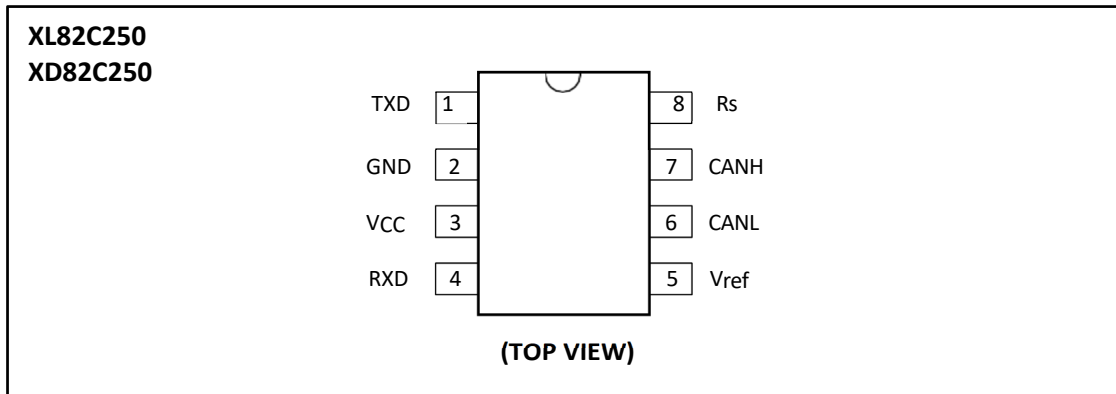 XL82C250
XD82C250
TXD 1 8 Rs
GND 2 7 CANH
VCC 3 6 CANL
RXD 4 5 Vref
(TOP VIEW)